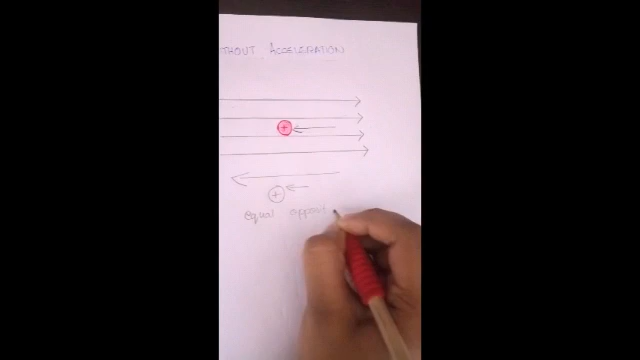 THOUT ACCELERATION
+
+
equal opposit